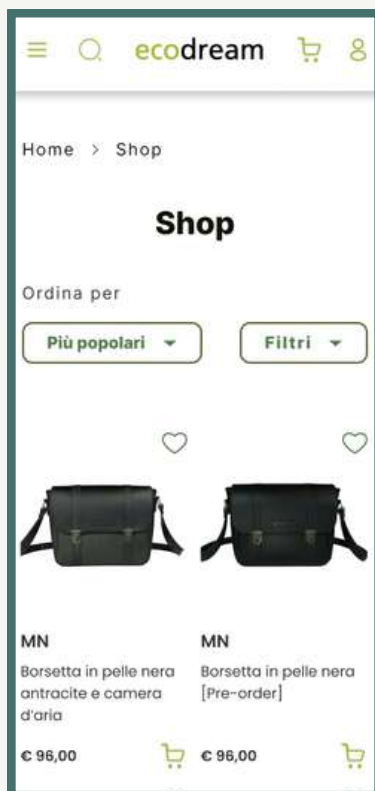 ecodream
Home > Shop
Shop
Ordina per
Più popolari
Filtri
MN
Borsetta in pelle nera
antracite e camera
d'aria
€ 96,00
MN
Borsetta in pelle nera
[Pre-order]
€ 96,00